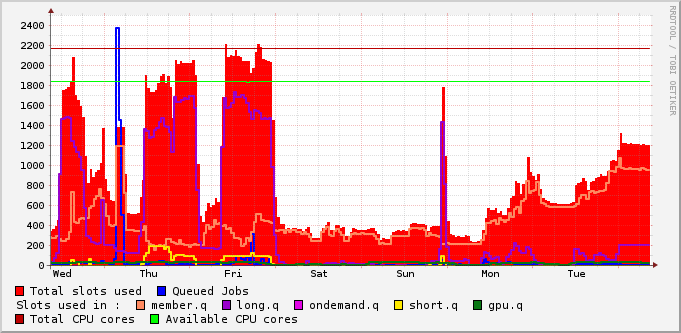 RRDTOOL / TOBI OETIKER
2400
2200
2000
1800
1600
1400
1200
1000
800
600
400
200
0
Wed Thu Fri Sat Sun Mon Tue
Total slots used Queued Jobs
Slots used in : member.q long.q ondemand.q short.q gpu.q
Total CPU cores Available CPU cores